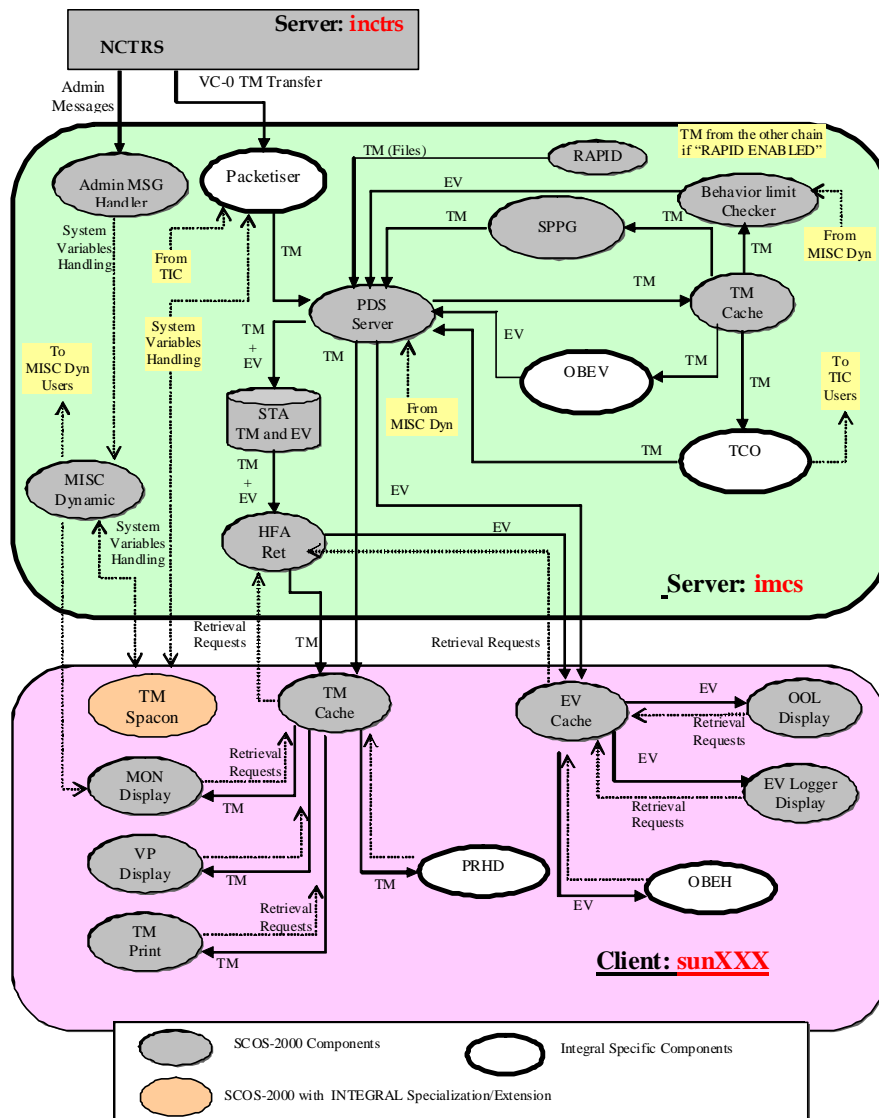 Server: inctrs
NCTRS
Admin
Messages
VC-0 TM Transfer
TM from the other chain
if “RAPID ENABLED”
TM (Files)
RAPID
Admin MSG
Handler
Packetiser
EV
Behavior limit
Checker
System
Variables
Handling
TM
SPPG
TM
From
TIC
TM
TM
From
MISC Dyn
PDS
Server
TM
TM
Cache
System
Variables
Handling
TM
+
EV
TM
EV
OBEV
TM
To
MISC Dyn
Users
From
MISC Dyn
TM
To
TIC
Users
STA
TM and EV
TM
TCO
MISC
Dynamic
TM
+
EV
EV
System
Variables
Handling
HFA
Ret
EV
Server: imcs
Retrieval
Requests
TM
Retrieval Requests
TM
Spacon
TM
Cache
EV
Cache
EV
OOL
Display
Retrieval
Requests
MON
Display
Retrieval
Requests
TM
EV
EV Logger
Display
Retrieval
Requests
VP
Display
TM
PRHD
TM
OBEH
EV
Retrieval
Requests
TM
Print
TM
Client: sunXXX
SCOS-2000 Components
Integral Specific Components
SCOS-2000 with INTEGRAL Specialization/Extension